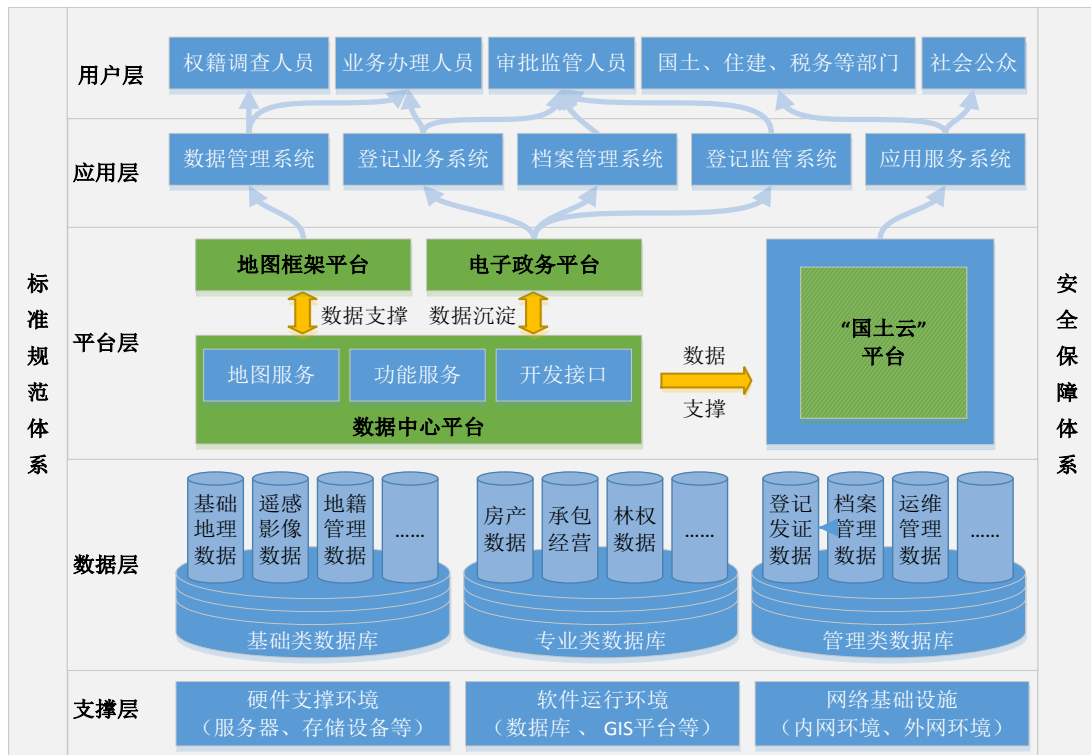 标准规范体系
安全保障体系
用户层
权籍调查人员
业务办理人员
审批监管人员
国土、住建、税务等部门
社会公众
应用层
数据管理系统
登记业务系统
档案管理系统
登记监管系统
应用服务系统
平台层
地图框架平台
电子政务平台
数据支撑
数据沉淀
地图服务
功能服务
开发接口
数据中心平台
数据
支撑
“国土云”
平台
数据层
基础
地理
数据
遥感
影像
数据
地籍
管理
数据
……
基础类数据库
房产
数据
承包
经营
林权
数据
……
专业类数据库
登记
发证
数据
档案
管理
数据
运维
管理
数据
……
管理类数据库
支撑层
硬件支撑环境
（服务器、存储设备等）
软件运行环境
（数据库 、 GIS平台等）
网络基础设施
（内网环境、外网环境）